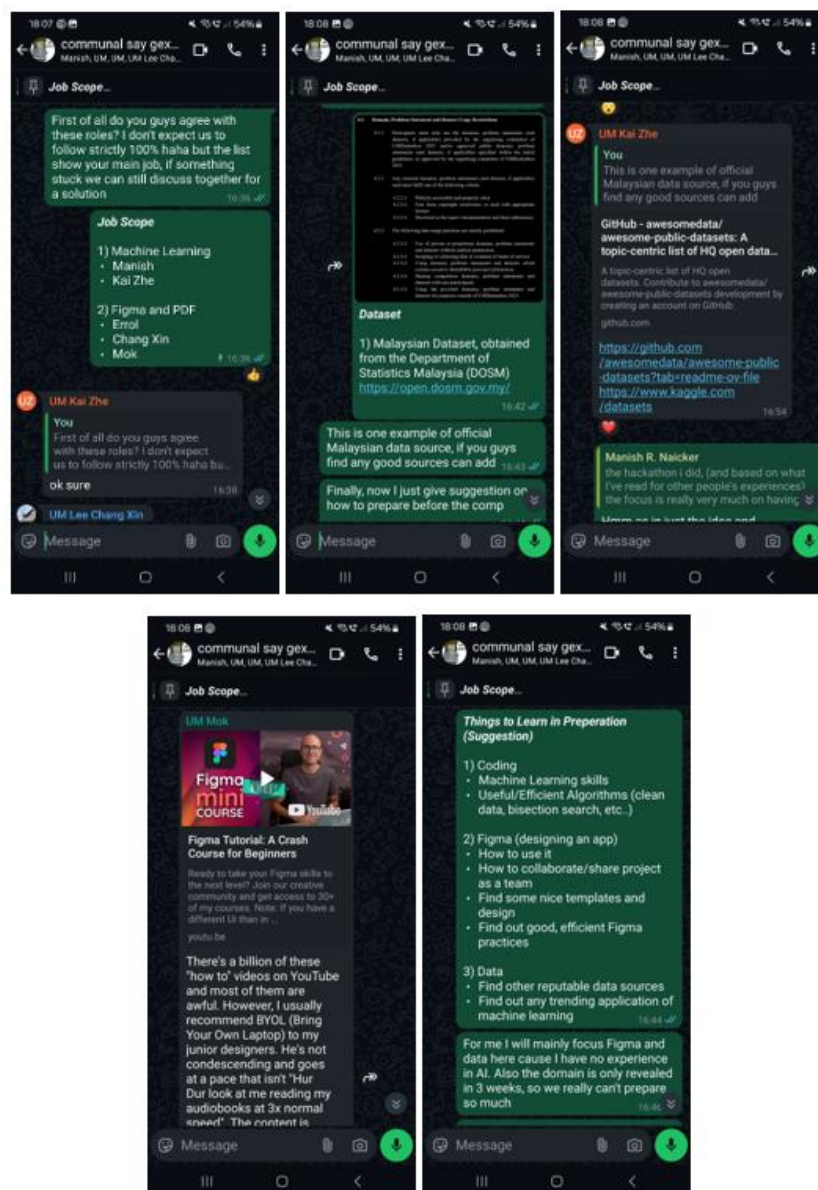 18:07
54%
communal say gex...
Manish, UM, UM, UM Lee Cha...
Job Scope...
First of all do you guys agree with
these roles? I don't expect us to
follow strictly 100% haha but the list
show your main job, if something
stuck we can still discuss together for
a solution
16:36
Job Scope
1) Machine Learning
• Manish
• Kai Zhe
2) Figma and PDF
• Errol
• Chang Xin
• Mok
16:36
UZ
UM Kai Zhe
You
First of all do you guys agree
with these roles? I don't expect
us to follow strictly 100% haha bu...
ok sure
16:38
UM Lee Chang Xin
Message
18:08
54%
communal say gex...
Manish, UM, UM, UM Lee Cha...
Job Scope...
Dataset
1) Malaysian Dataset, obtained
from the Department of
Statistics Malaysia (DOSM)
https://open.dosm.gov.my/
16:42
This is one example of official
Malaysian data source, if you guys
find any good sources can add
16:43
Finally, now I just give suggestion on
how to prepare before the comp
Message
18:08
54%
communal say gex...
Manish, UM, UM, UM Lee Cha...
Job Scope...
UZ
UM Kai Zhe
You
This is one example of official
Malaysian data source, if you guys
find any good sources can add
GitHub - awesomedata/
awesome-public-datasets: A
topic-centric list of HQ open data...
A topic-centric list of HQ open
datasets. Contribute to awesomedata/
awesome-public-datasets development by
creating an account on GitHub.
github.com
https://github.com
/awesomedata/awesome-public
-datasets?tab=readme-ov-file
https://www.kaggle.com
/datasets
16:54
Manish R. Naicker
the hackathon i did, (and based on what
I've read for other people's experiences)
the focus is really very much on having
Hmm as in just the idea and
Message
18:08
54%
communal say gex...
Manish, UM, UM, UM Lee Cha...
Job Scope...
UM Mok
Figma
mini
COURSE
YouTube
Figma Tutorial: A Crash
Course for Beginners
Ready to take your Figma skills to
the next level? Join our creative
community and get access to 30+
of my courses. Note: If you have a
different UI than in ...
youtu.be
There's a billion of these
"how to" videos on YouTube
and most of them are
awful. However, I usually
recommend BYOL (Bring
Your Own Laptop) to my
junior designers. He's not
condescending and goes
at a pace that isn't "Hur
Dur look at me reading my
audiobooks at 3x normal
speed". The content is
Message
18:08
54%
communal say gex...
Manish, UM, UM, UM Lee Cha...
Job Scope...
Things to Learn in Preperation
(Suggestion)
1) Coding
• Machine Learning skills
• Useful/Efficient Algorithms (clean
data, bisection search, etc..)
2) Figma (designing an app)
• How to use it
• How to collaborate/share project
as a team
• Find some nice templates and
design
• Find out good, efficient Figma
practices
3) Data
• Find other reputable data sources
• Find out any trending application of
machine learning
16:44
For me I will mainly focus Figma and
data here cause I have no experience
in AI. Also the domain is only revealed
in 3 weeks, so we really can't prepare
so much
Message